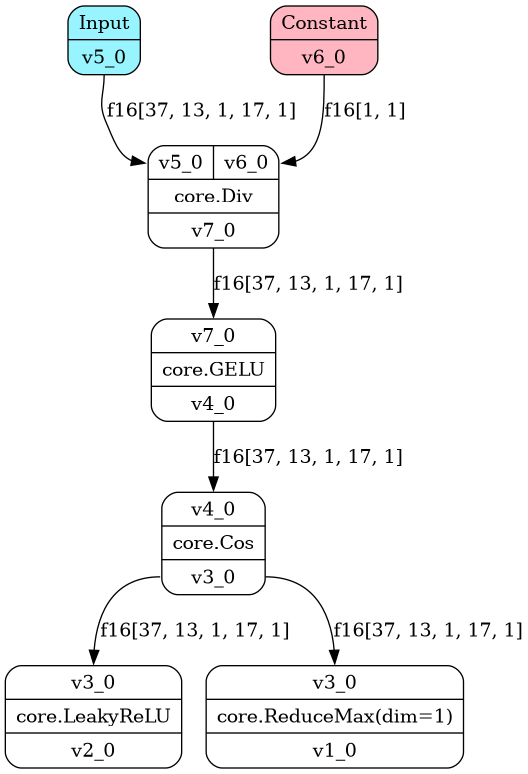 Input
v5_0
Constant
v6_0
f16[37, 13, 1, 17, 1]
f16[1, 1]
v5_0
v6_0
core.Div
v7_0
f16[37, 13, 1, 17, 1]
v7_0
core.GELU
v4_0
f16[37, 13, 1, 17, 1]
v4_0
core.Cos
v3_0
f16[37, 13, 1, 17, 1]
f16[37, 13, 1, 17, 1]
v3_0
core.LeakyReLU
v2_0
v3_0
core.ReduceMax(dim=1)
v1_0